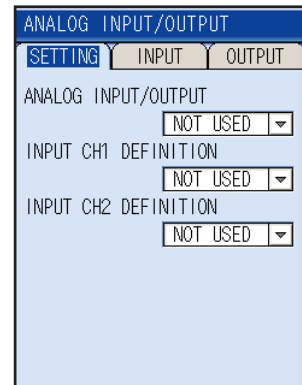 ANALOG INPUT/OUTPUT
SETTING INPUT OUTPUT
ANALOG INPUT/OUTPUT
NOT USED
INPUT CH1 DEFINITION
NOT USED
INPUT CH2 DEFINITION
NOT USED